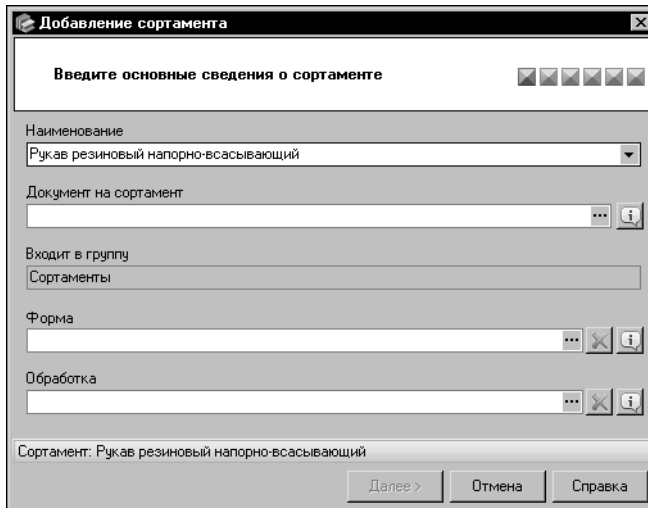 Добавление сортамента
Введите основные сведения о сортаменте
Наименование
Рукав резиновый напорно-всасывающий
Документ на сортамент
Входит в группу
Сортаменты
Форма
Обработка
Сортамент: Рукав резиновый напорно-всасывающий
Далее > Отмена Справка